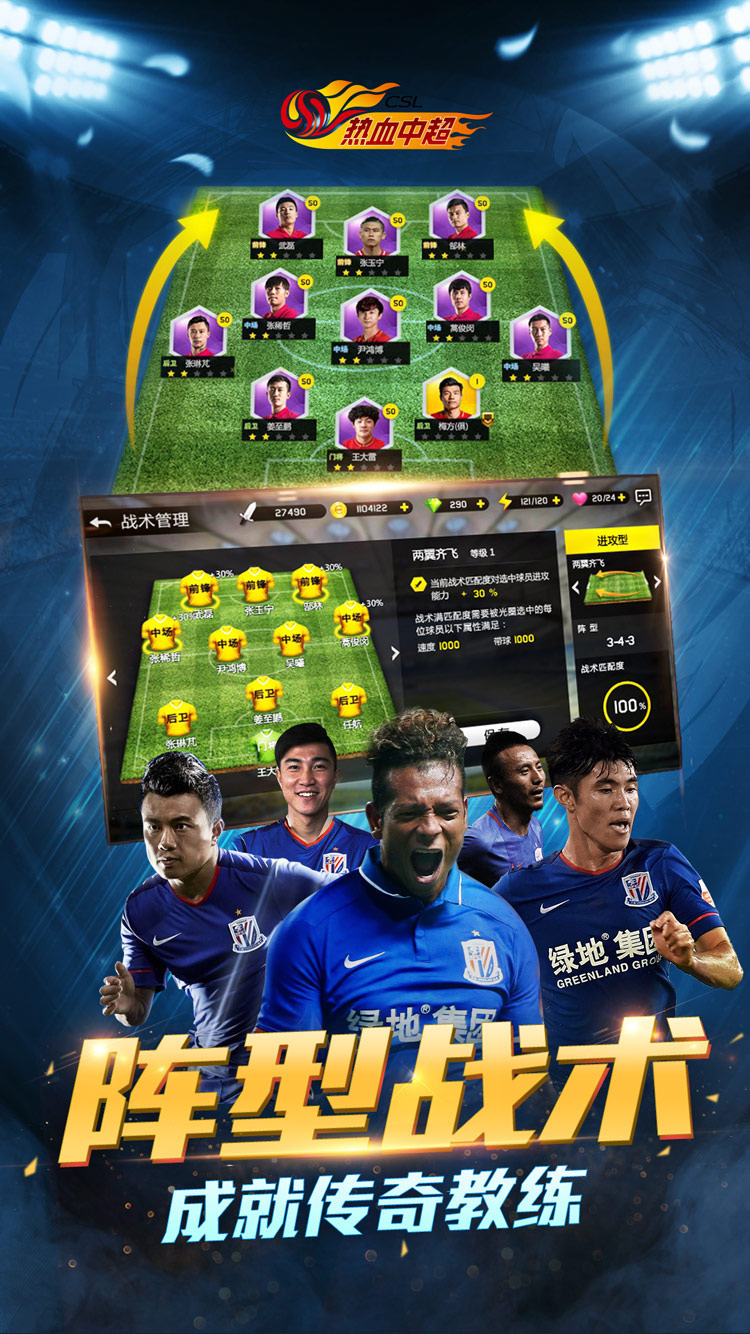 CSL
热血中超
50
50
50
前锋 武磊
前锋 张玉宁
前锋 郜林
50
50
50
中场 张稀哲
中场 尹鸿博
中场 蒿俊闵
50
50
后卫 张琳芃
中场 吴曦
50
1
后卫 姜至鹏
后卫 梅方(俱)
50
门将 王大雷
战术管理
27490
1104122
290
121/120
20/24
+30%
前锋
武磊
前锋
张玉宁
+30%
前锋
郜林
+30%
中场
张稀哲
中场
尹鸿博
中场
吴曦
+30%
中场
蒿俊闵
后卫
张琳芃
后卫
姜至鹏
后卫
任航
门将
王大
两翼齐飞 等级 1
当前战术匹配度对选中球员进攻
能力 + 30 %
战术满匹配度需要被光圈选中的每
位球员以下属性满足:
速度 1000 带球 1000
保存
进攻型
两翼齐飞
阵 型
3-4-3
战术匹配度
100%
绿地®集团
绿地®集团
GREENLAND GROUP
阵型战术
成就传奇教练